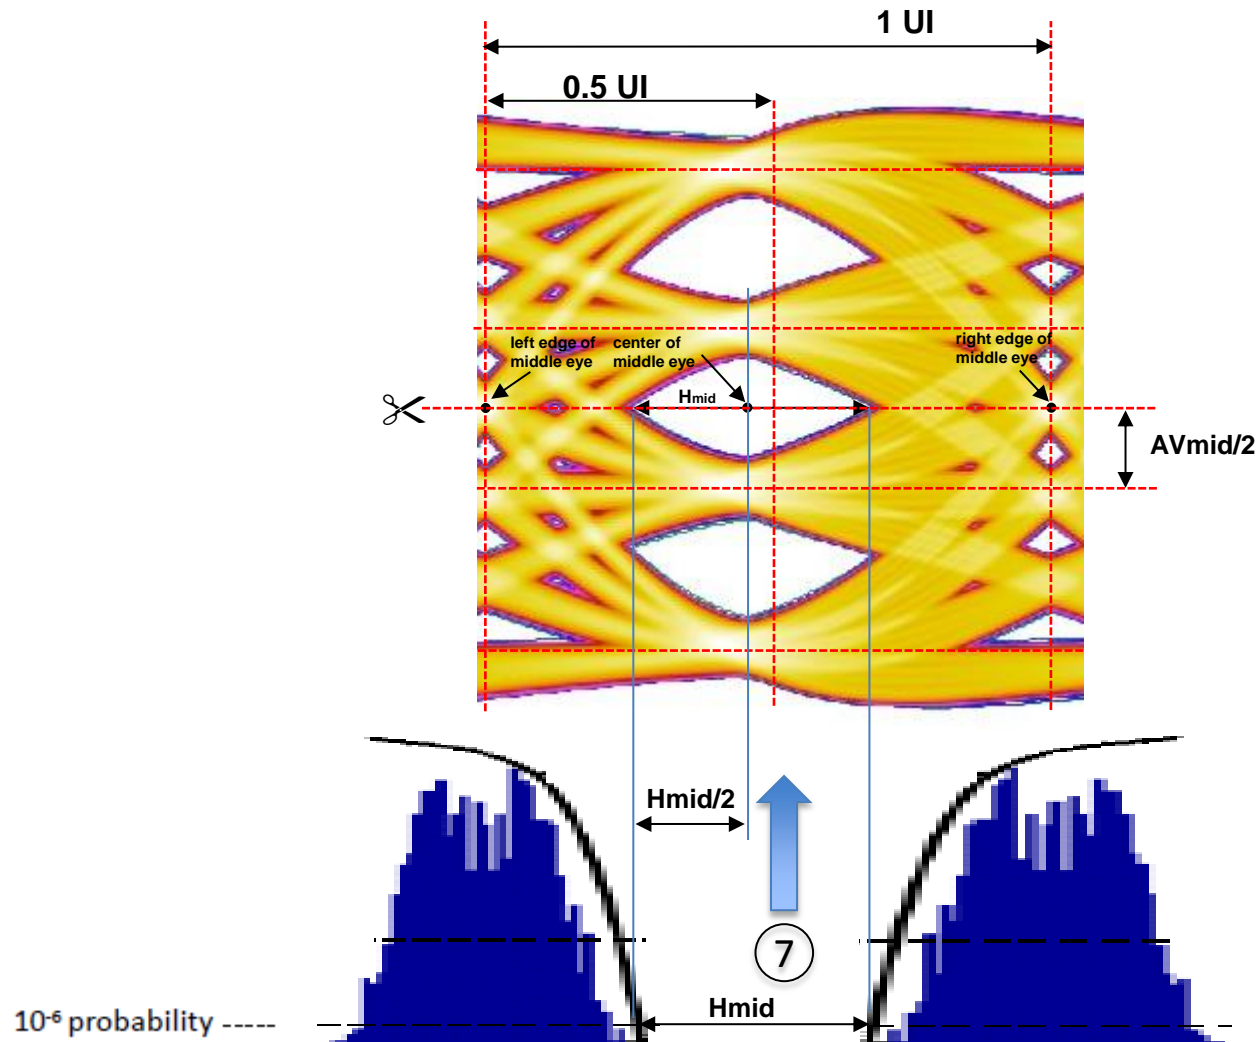 1 UI
0.5 UI
left edge of
middle eye
center of
middle eye
right edge of
middle eye
Hmid
AVmid/2
Hmid/2
7
Hmid
10⁻⁶ probability -----